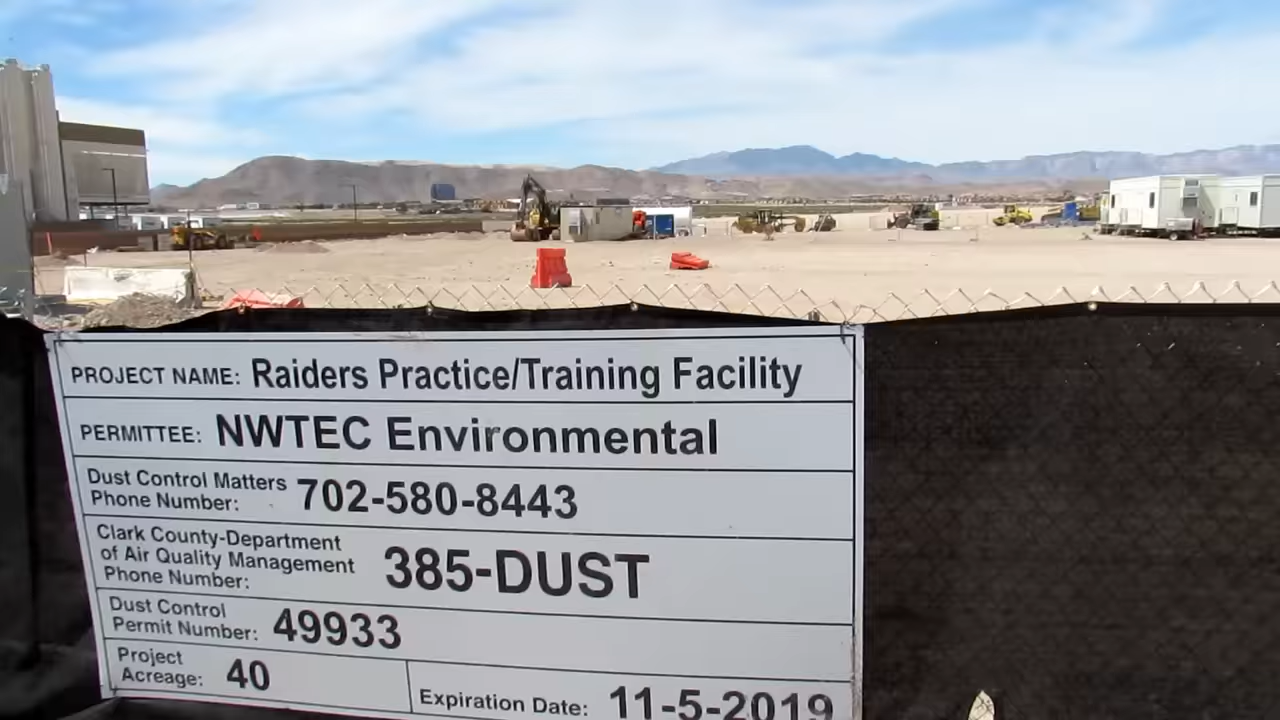 PROJECT NAME: Raiders Practice/Training Facility
PERMITTEE: NWTEC Environmental
Dust Control Matters
Phone Number: 702-580-8443
Clark County-Department
of Air Quality Management
Phone Number: 385-DUST
Dust Control
Permit Number: 49933
Project
Acreage: 40
Expiration Date: 11-5-2019